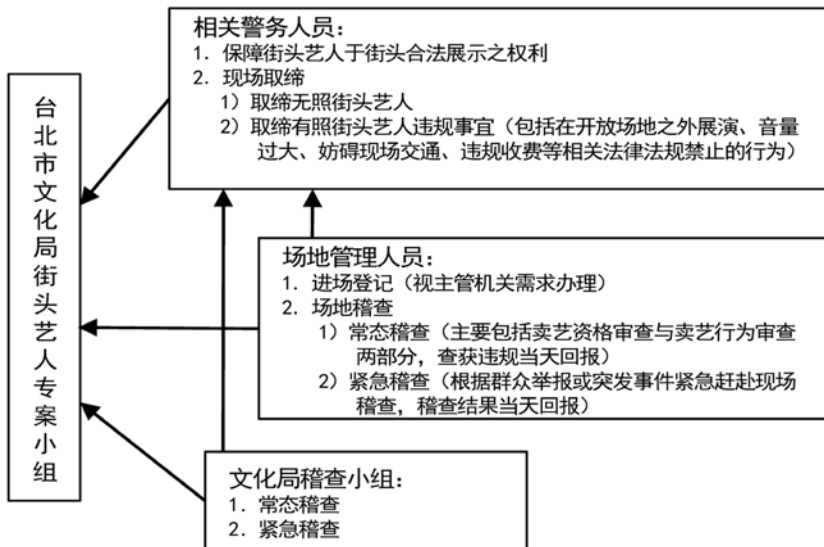 台北市文化局街头艺人专案小组
相关警务人员：
1. 保障街头艺人于街头合法展示之权利
2. 现场取缔
1）取缔无照街头艺人
2）取缔有照街头艺人违规事宜（包括在开放场地之外展演、音量
过大、妨碍现场交通、违规收费等相关法律法规禁止的行为）
场地管理人员：
1. 进场登记（视主管机关需求办理）
2. 场地稽查
1）常态稽查（主要包括卖艺资格审查与卖艺行为审查
两部分，查获违规当天回报）
2）紧急稽查（根据群众举报或突发事件紧急赶赴现场
稽查，稽查结果当天回报）
文化局稽查小组：
1. 常态稽查
2. 紧急稽查